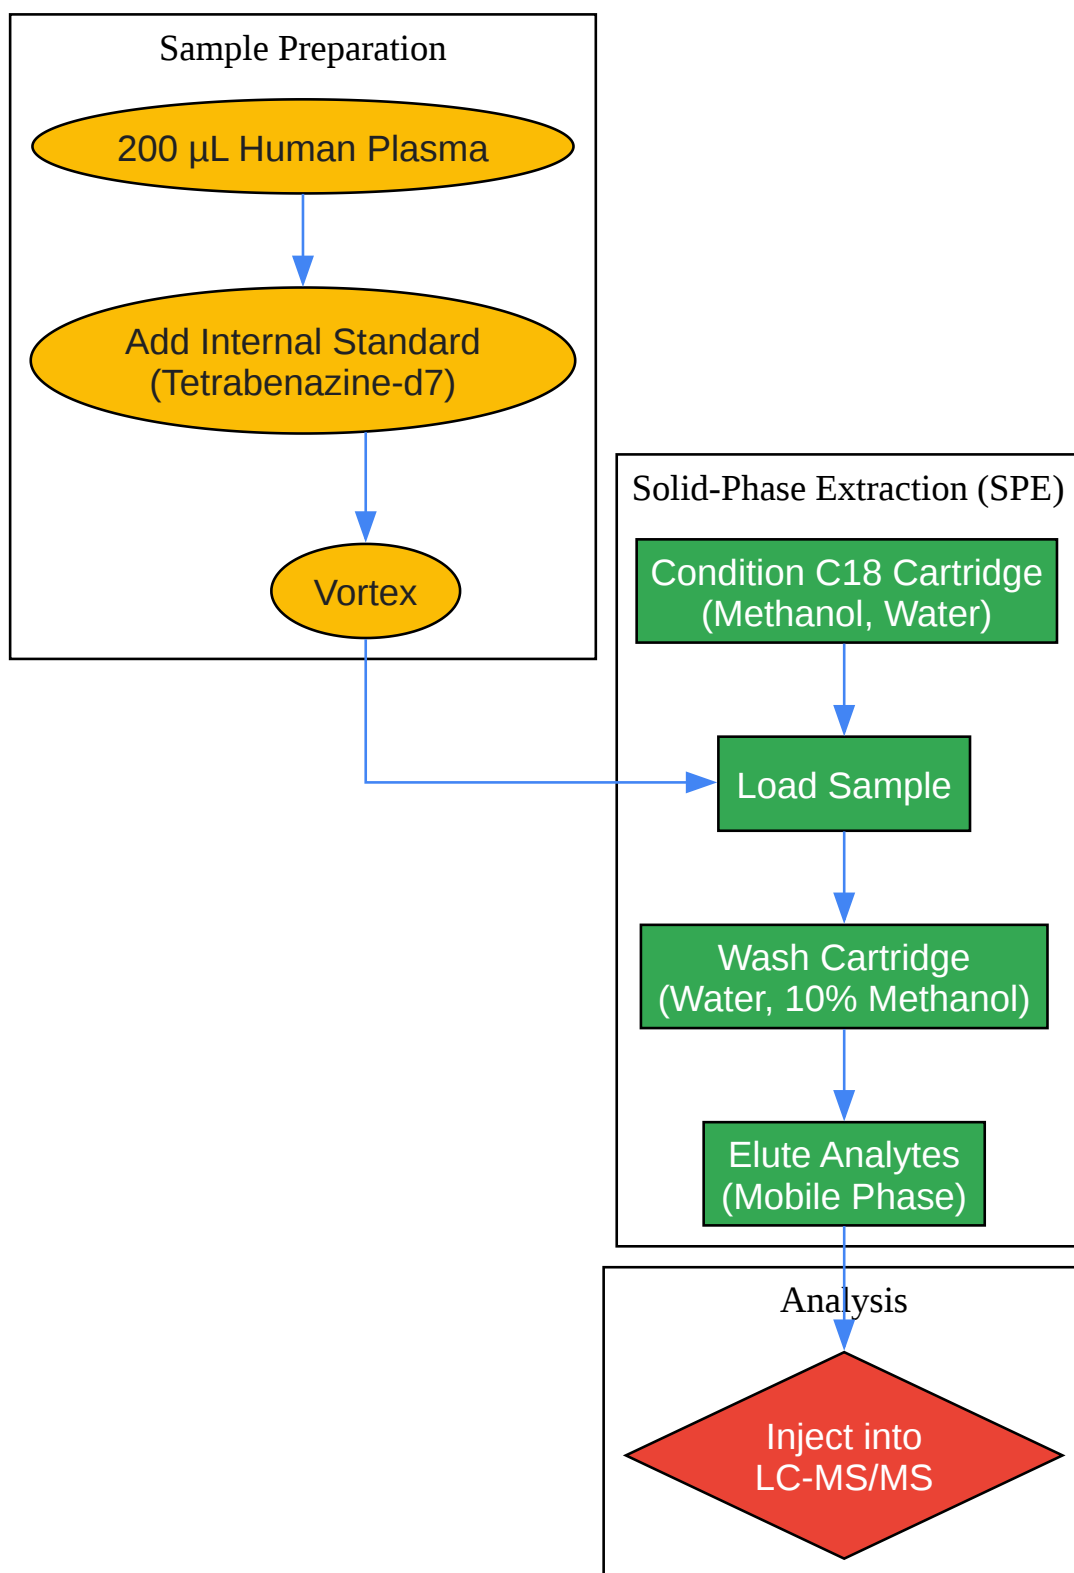 Sample Preparation
200 µL Human Plasma
Add Internal Standard
(Tetrabenazine-d7)
Vortex
Solid-Phase Extraction (SPE)
Condition C18 Cartridge
(Methanol, Water)
Load Sample
Wash Cartridge
(Water, 10% Methanol)
Elute Analytes
(Mobile Phase)
Analysis
Inject into
LC-MS/MS